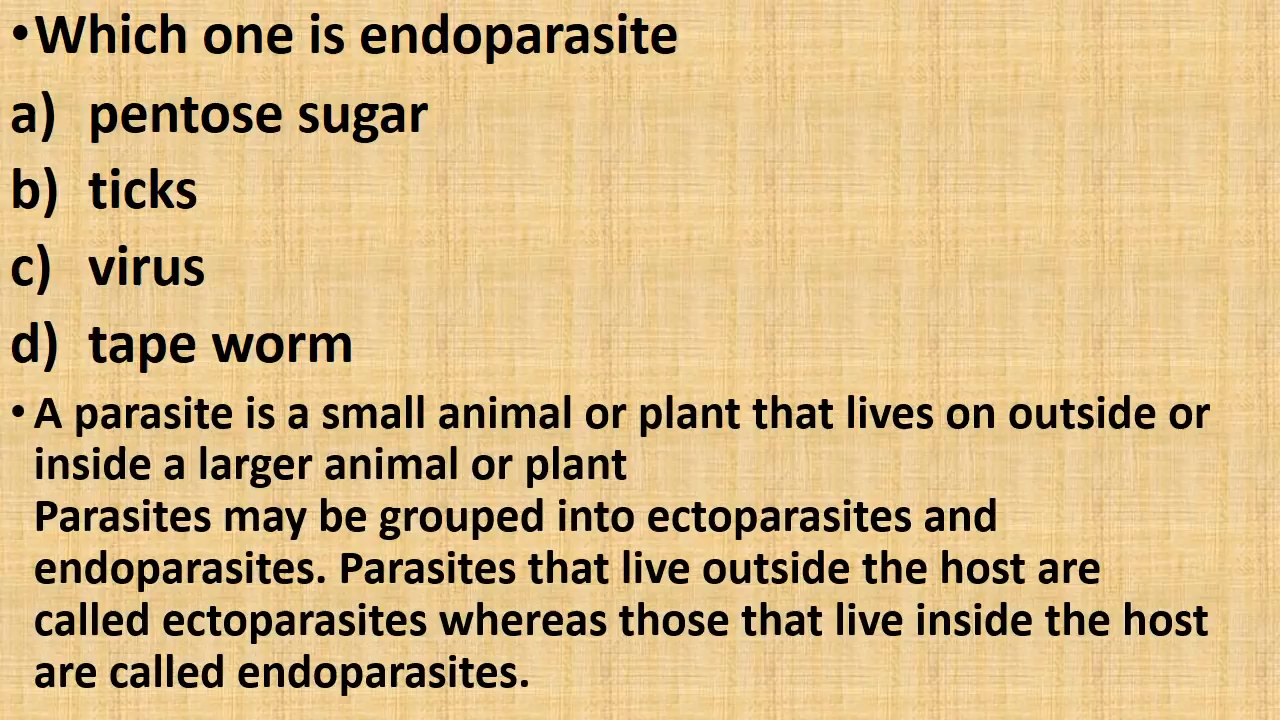 •Which one is endoparasite
a) pentose sugar
b) ticks
c) virus
d) tape worm
• A parasite is a small animal or plant that lives on outside or
inside a larger animal or plant
Parasites may be grouped into ectoparasites and
endoparasites. Parasites that live outside the host are
called ectoparasites whereas those that live inside the host
are called endoparasites.